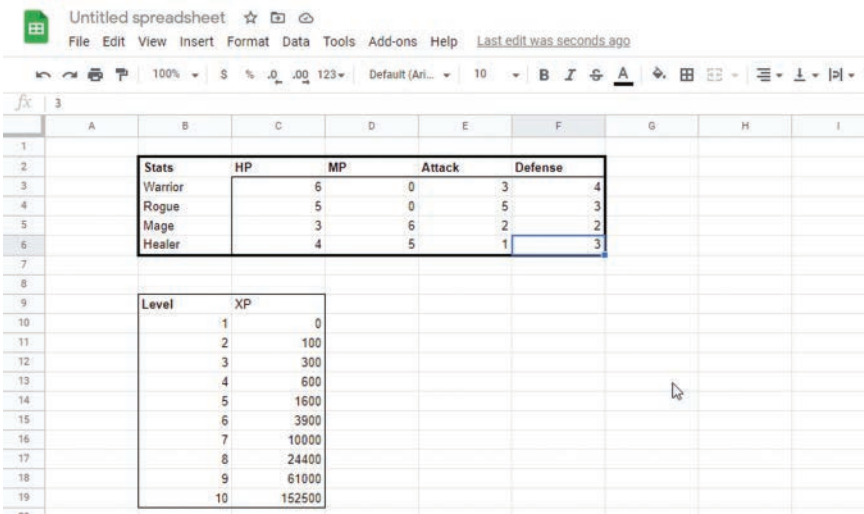 Untitled spreadsheet
File Edit View Insert Format Data Tools Add-ons Help Last edit was seconds ago
100% $ % .0 .00 123 Default (Ari... 10 B I S A
fx 3
A B C D E F G H I
1
2 Stats HP MP Attack Defense
3 Warrior 6 0 3 4
4 Rogue 5 0 5 3
5 Mage 3 6 2 2
6 Healer 4 5 1 3
7
8
9 Level XP
10 1 0
11 2 100
12 3 300
13 4 600
14 5 1600
15 6 3900
16 7 10000
17 8 24400
18 9 61000
19 10 152500